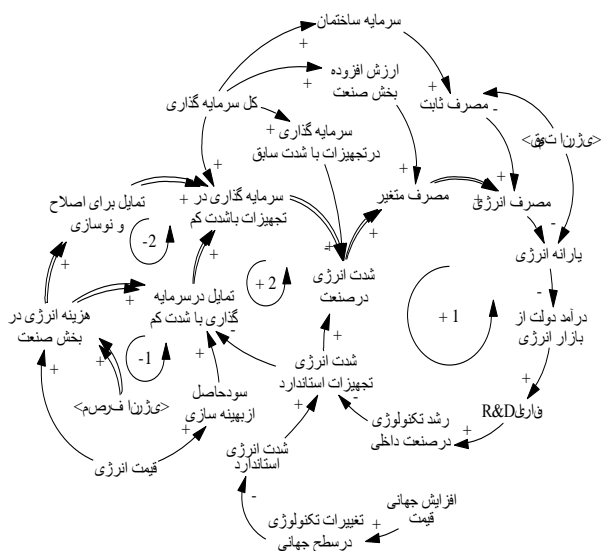 سرمایه ساختمان
ارزش افزوده
بخش صنعت
کل سرمایه گذاری
مصرف ثابت
سرمایه گذاری
درتجهیزات با شدت سابق
تمایل برای اصلاح
و نوسازی
سرمایه گذاری در
تجهیزات باشدت کم
مصرف متغیر
مصرف انرژی
یارانه انرژی
شدت انرژی
درصنعت
تمایل درسرمایه
گذاری با شدت کم
هزینه انرژی در
بخش صنعت
درآمد دولت از
بازار انرژی
شدت انرژی
تجهیزات استاندارد
سودحاصل
ازبهینه سازی
رشد تکنولوژی
درصنعت داخلی
R&D
شدت انرژی
استاندارد
قیمت انرژی
افزایش جهانی
قیمت
تغییرات تکنولوژی
درسطح جهانی
-2
+ 2
+ 1
-1